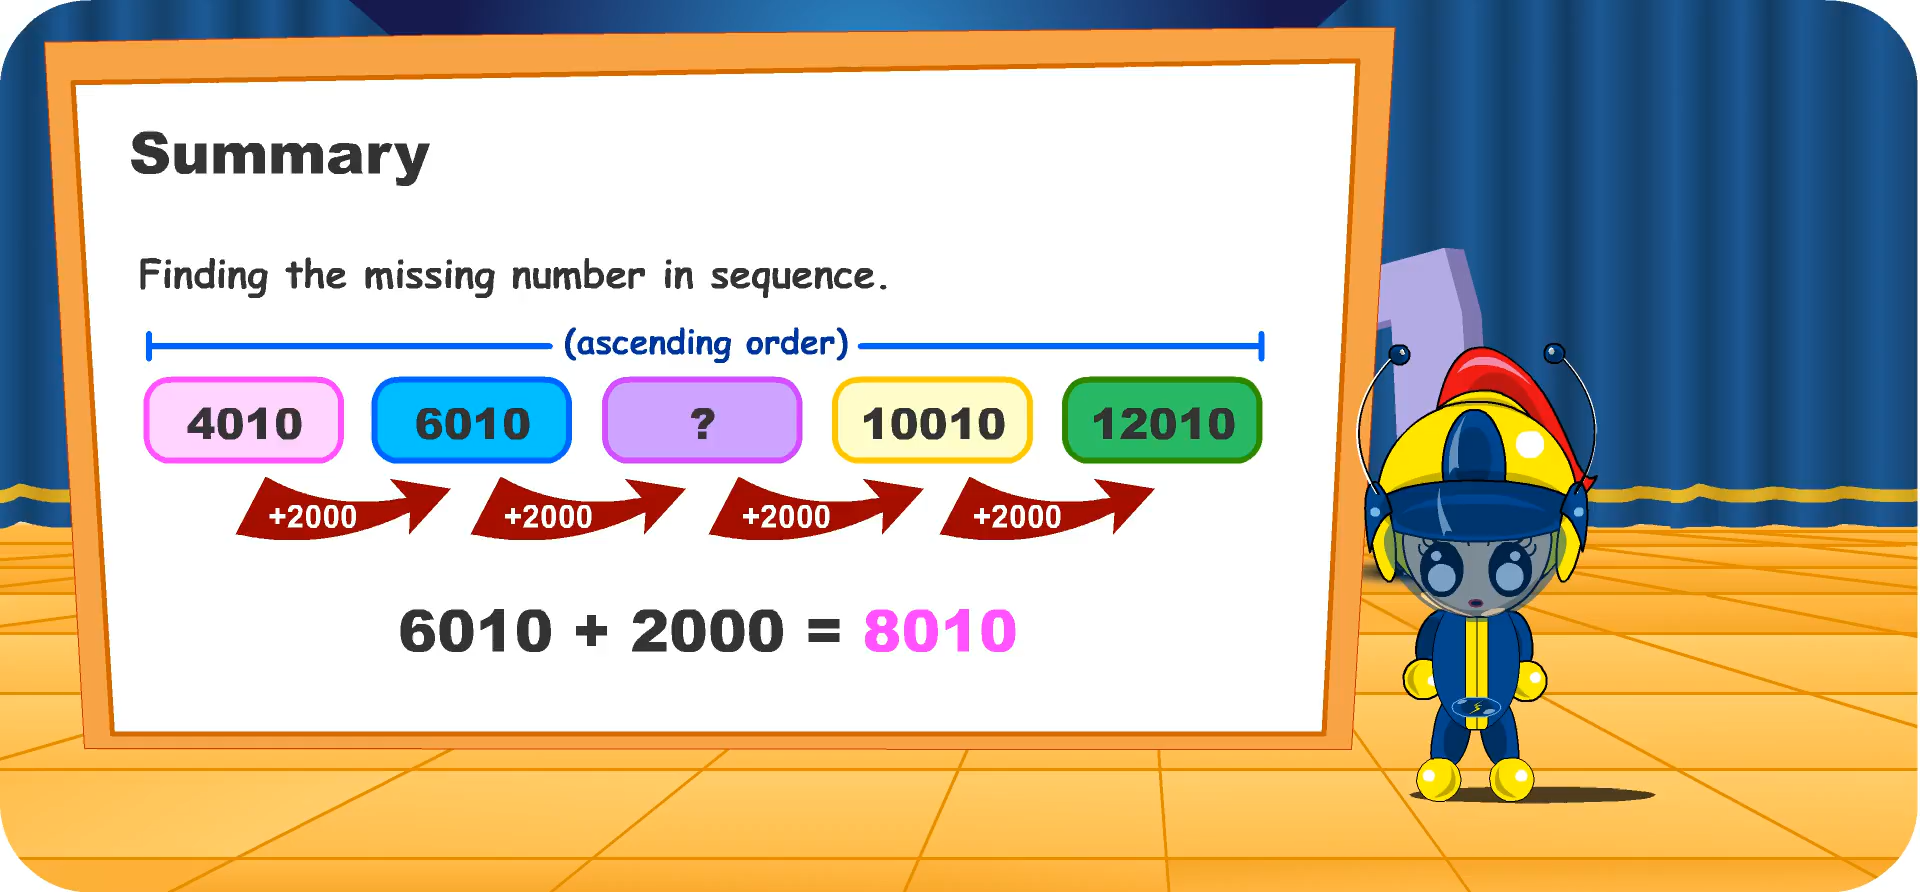 Summary
Finding the missing number in sequence.
(ascending order)
4010 6010 ? 10010 12010
+2000 +2000 +2000 +2000
6010 + 2000 = 8010